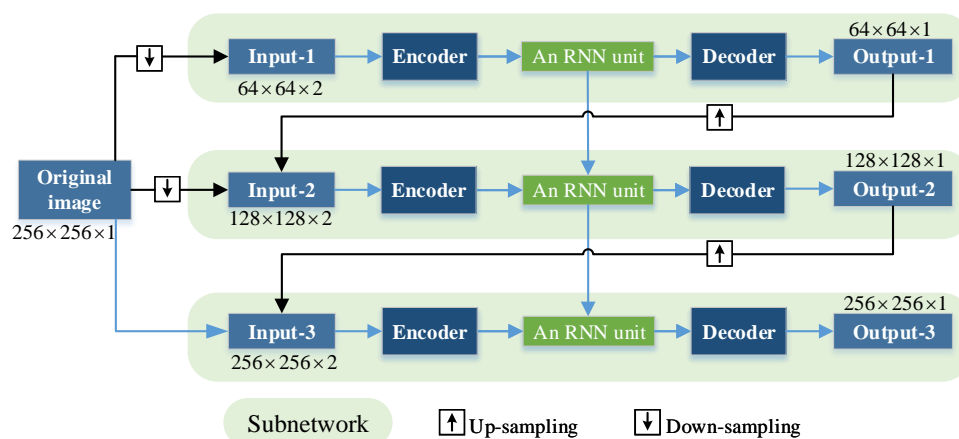 64×64×1
Input-1 Encoder An RNN unit Decoder Output-1
64×64×2
128×128×1
Original image
Input-2 Encoder An RNN unit Decoder Output-2
256×256×1
128×128×2
256×256×1
Input-3 Encoder An RNN unit Decoder Output-3
256×256×2
Subnetwork Up-sampling Down-sampling